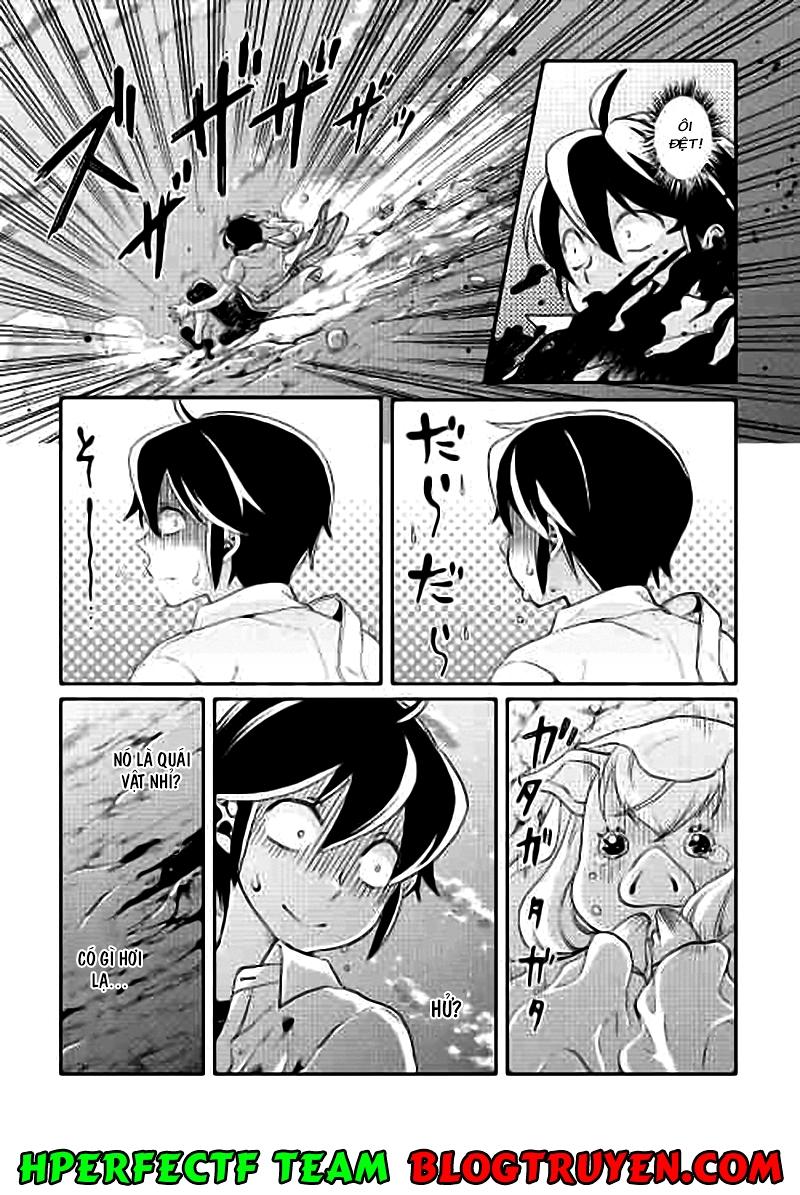 ÔI
ĐỆT!
ズザザザザッ
だらだら
そー…
ガタガタガタ
HỬ?
NÓ LÀ QUÁI
VẬT NHỈ?
CÓ GÌ HƠI
LẠ...
HPERFECTF TEAM BLOGTRUYEN.COM